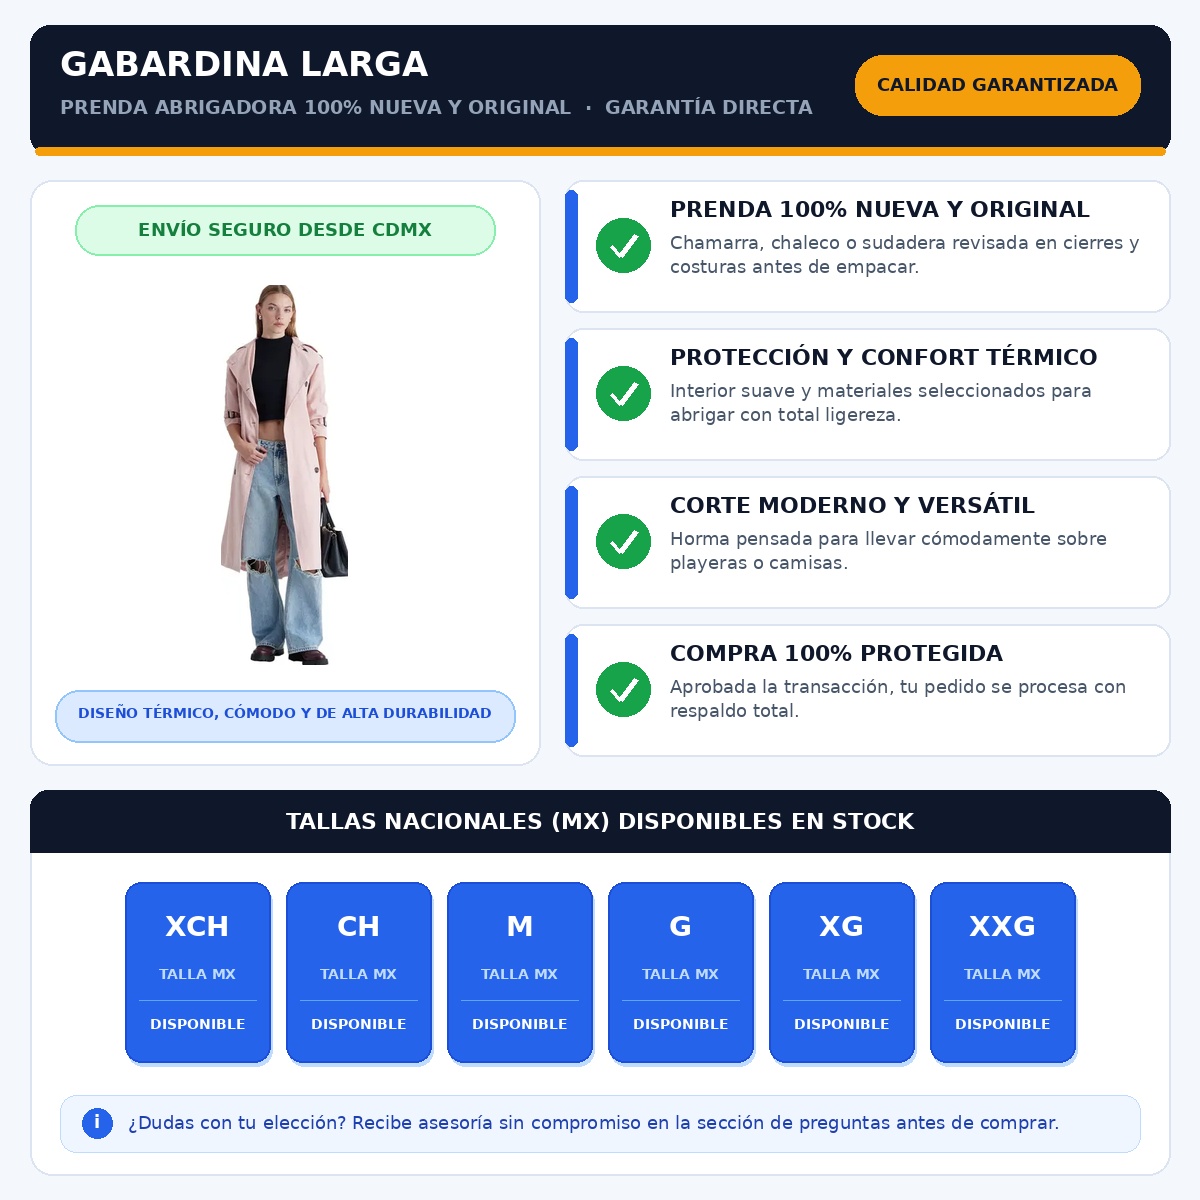 GABARDINA LARGA
PRENDA ABRIGADORA 100% NUEVA Y ORIGINAL · GARANTÍA DIRECTA
CALIDAD GARANTIZADA
ENVÍO SEGURO DESDE CDMX
DISEÑO TÉRMICO, CÓMODO Y DE ALTA DURABILIDAD
PRENDA 100% NUEVA Y ORIGINAL
Chamarra, chaleco o sudadera revisada en cierres y
costuras antes de empacar.
PROTECCIÓN Y CONFORT TÉRMICO
Interior suave y materiales seleccionados para
abrigar con total ligereza.
CORTE MODERNO Y VERSÁTIL
Horma pensada para llevar cómodamente sobre
playeras o camisas.
COMPRA 100% PROTEGIDA
Aprobada la transacción, tu pedido se procesa con
respaldo total.
TALLAS NACIONALES (MX) DISPONIBLES EN STOCK
XCH
TALLA MX
DISPONIBLE
CH
TALLA MX
DISPONIBLE
M
TALLA MX
DISPONIBLE
G
TALLA MX
DISPONIBLE
XG
TALLA MX
DISPONIBLE
XXG
TALLA MX
DISPONIBLE
i ¿Dudas con tu elección? Recibe asesoría sin compromiso en la sección de preguntas antes de comprar.